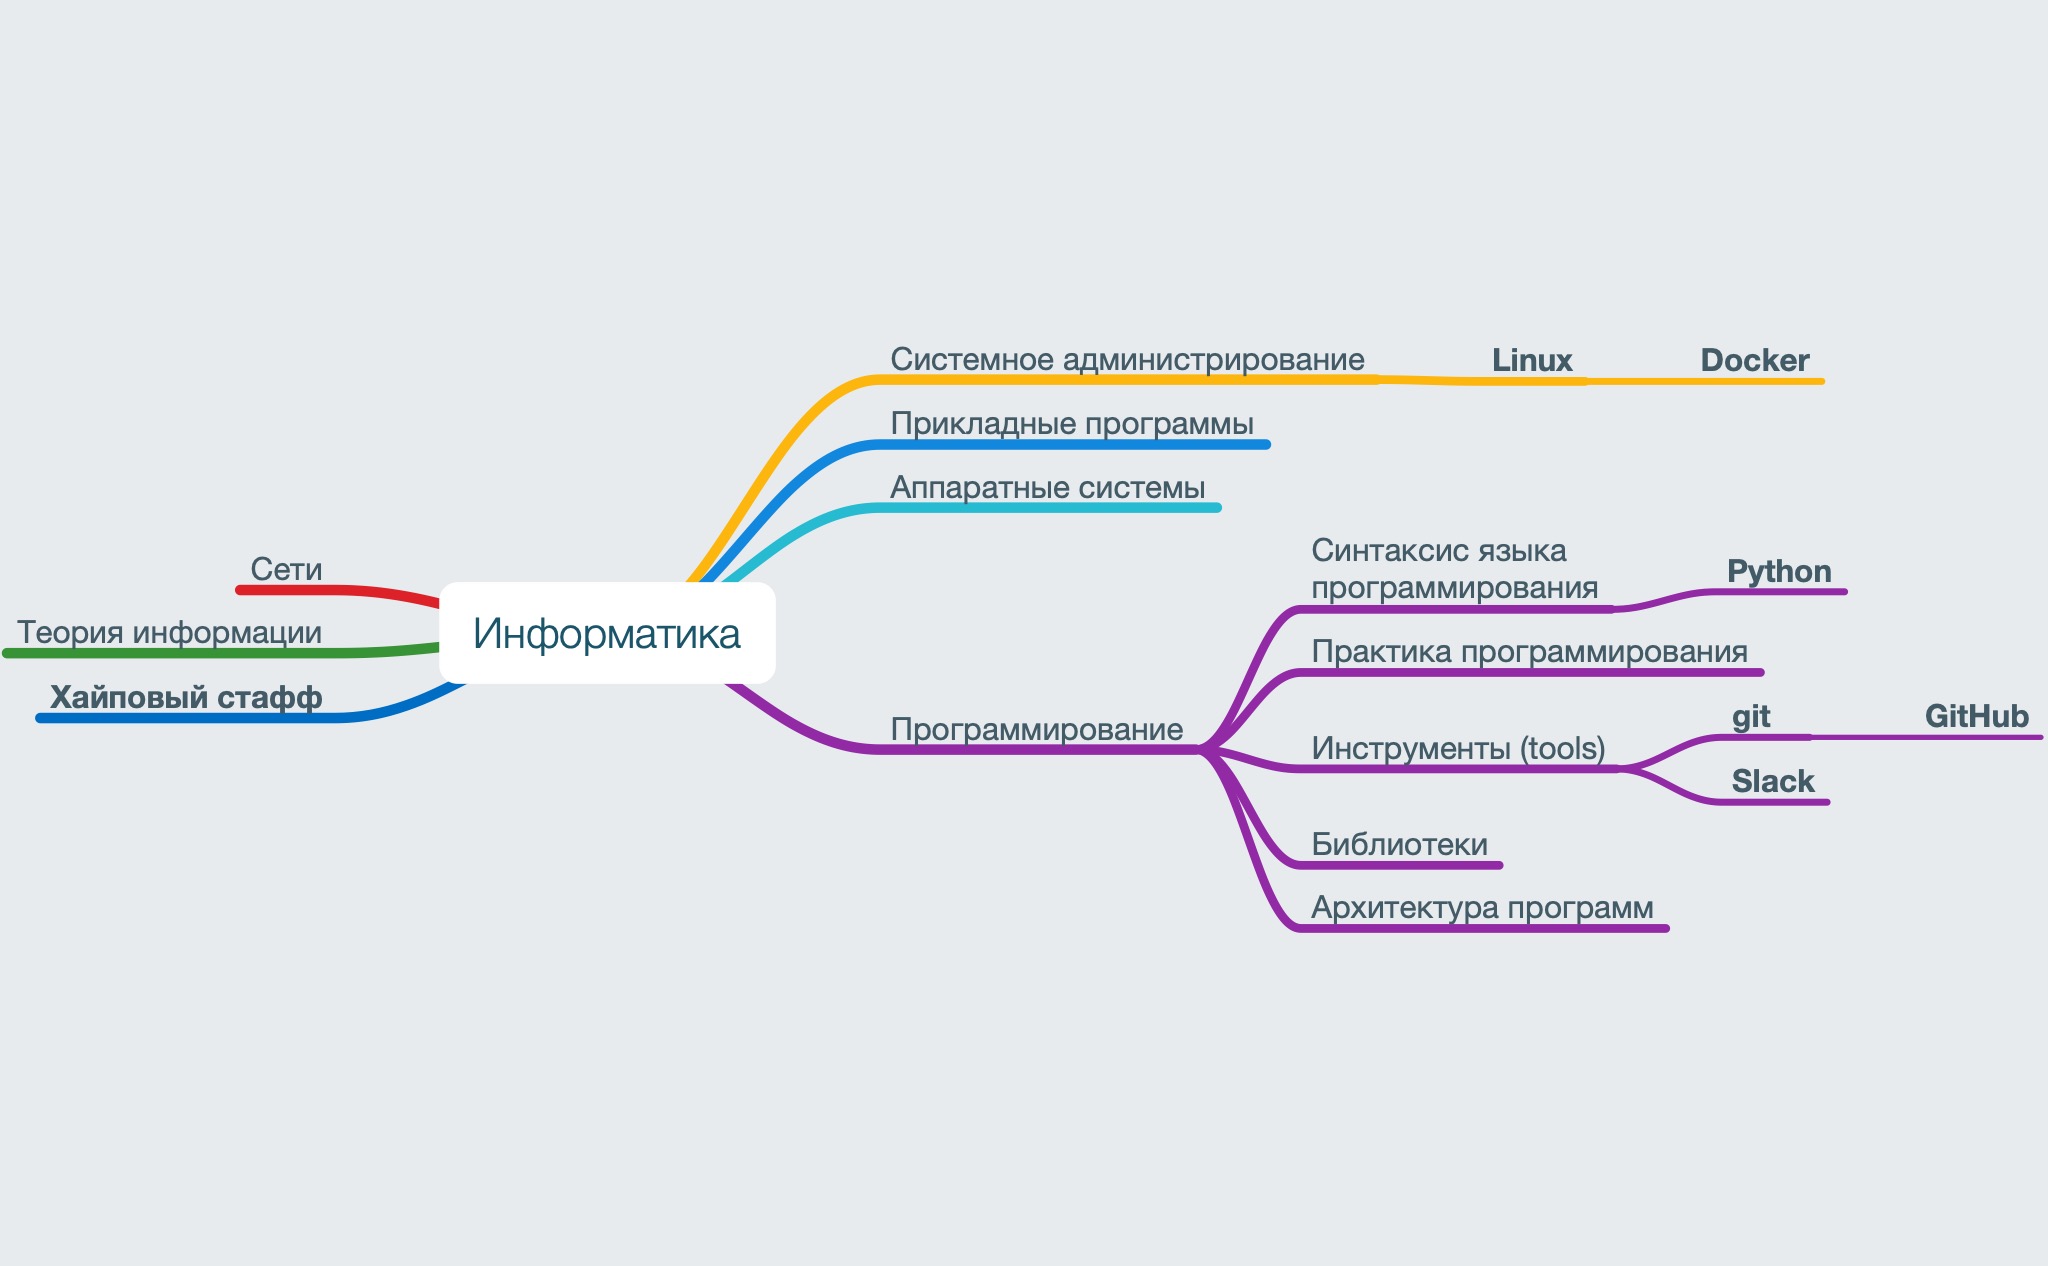 Системное администрирование
Linux
Docker
Прикладные программы
Аппаратные системы
Сети
Теория информации
Хайповый стафф
Информатика
Программирование
Синтаксис языка
программирования
Python
Практика программирования
Инструменты (tools)
git
GitHub
Slack
Библиотеки
Архитектура программ